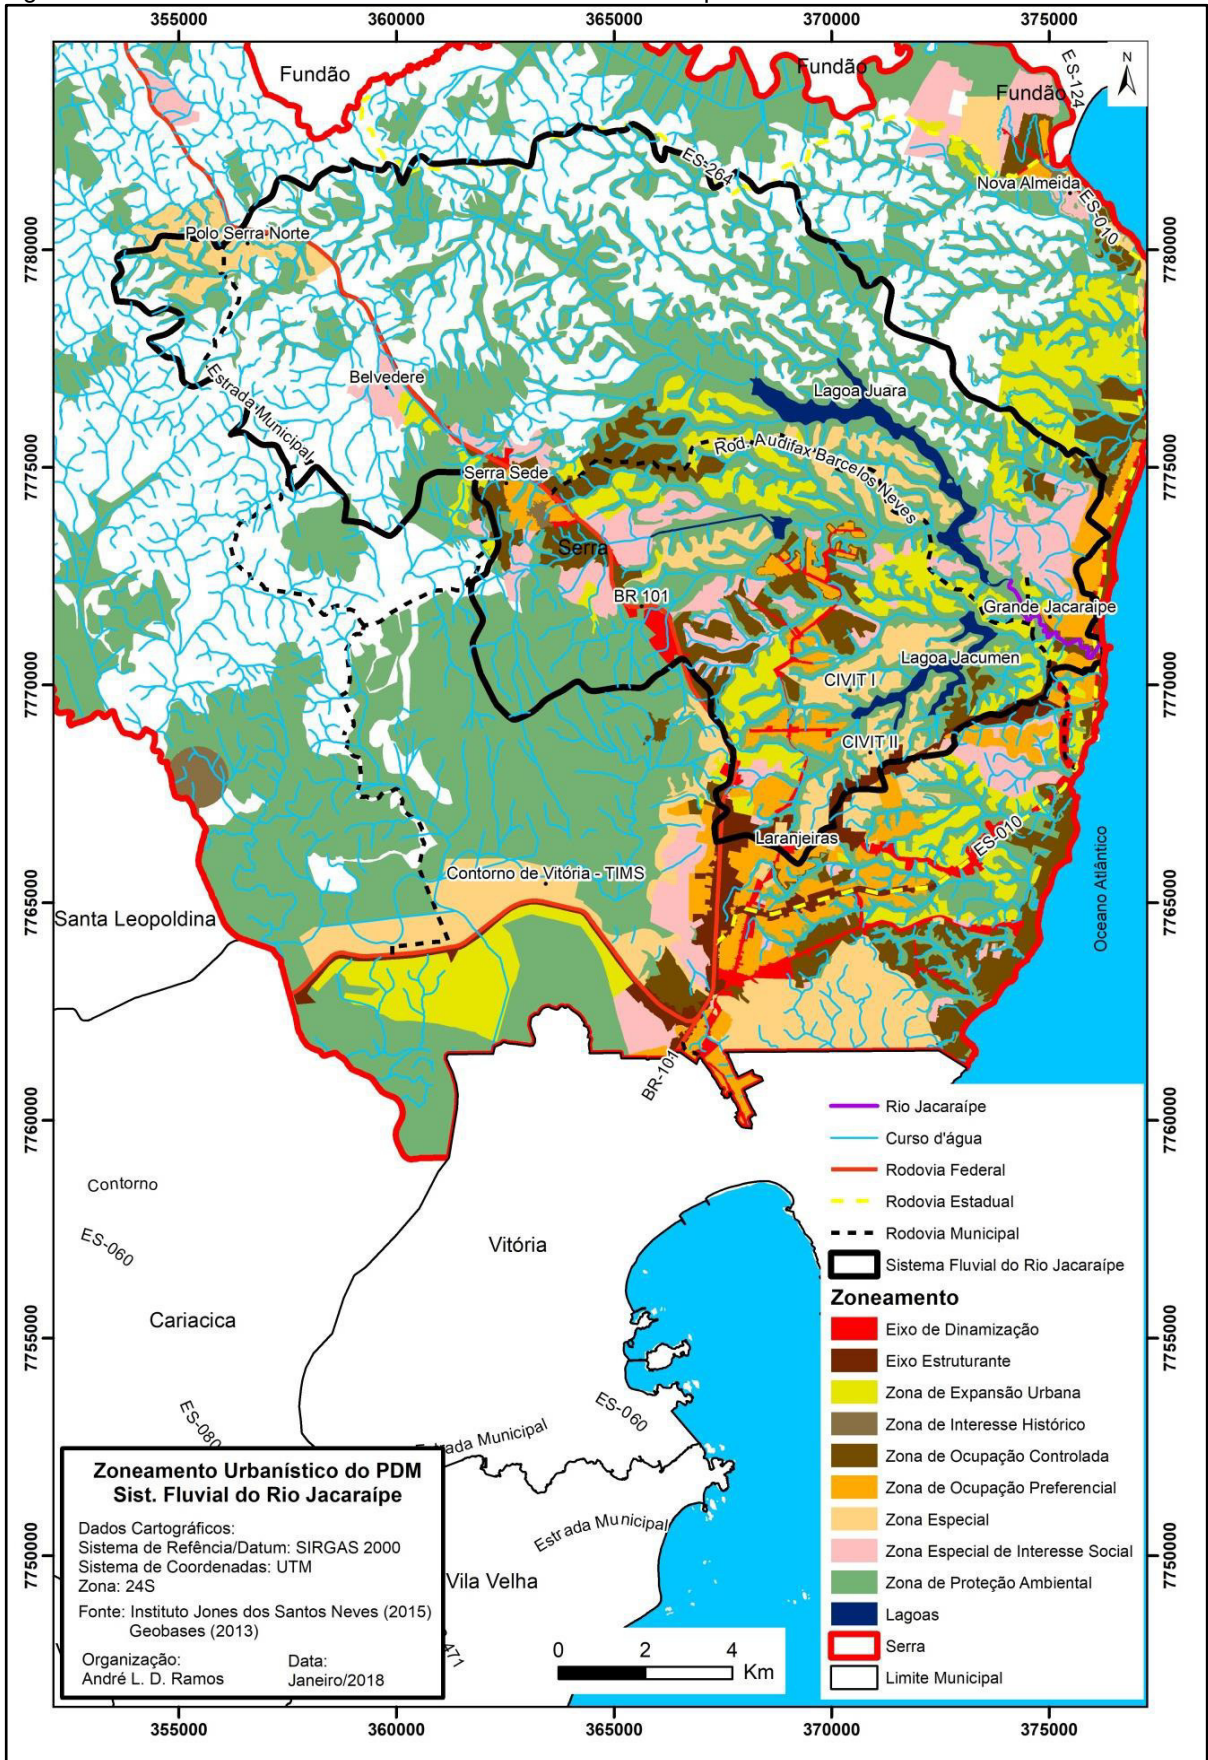 355000
360000
365000
370000
375000
N
Fundão
Fundão
Fundão
ES-124
ES-264
Nova Almeida
ES-010
7780000
Polo Serra Norte
7780000
Belvedere
Estrada Municipal
Lagoa Juara
Rod. Audifax Barcelos Neves
7775000
Serra Sede
7775000
Serra
BR 101
Grande Jacaraípe
Lagoa Jacumen
7770000
CIVIT I
7770000
CIVIT II
Laranjeiras
ES-010
Oceano Atlântico
Contorno de Vitória - TIMS
7765000
Santa Leopoldina
7765000
BR-101
7760000
7760000
Contorno
ES-060
Vitória
Cariacica
7755000
7755000
ES-080
ES-060
Estrada Municipal
Estrada Municipal
7750000
7750000
Vila Velha
471
Rio Jacaraípe
Curso d'água
Rodovia Federal
Rodovia Estadual
Rodovia Municipal
Sistema Fluvial do Rio Jacaraípe
Zoneamento
Eixo de Dinamização
Eixo Estruturante
Zona de Expansão Urbana
Zona de Interesse Histórico
Zona de Ocupação Controlada
Zona de Ocupação Preferencial
Zona Especial
Zona Especial de Interesse Social
Zona de Proteção Ambiental
Lagoas
Serra
Limite Municipal
Zoneamento Urbanístico do PDM
Sist. Fluvial do Rio Jacaraípe
Dados Cartográficos:
Sistema de Refência/Datum: SIRGAS 2000
Sistema de Coordenadas: UTM
Zona: 24S
Fonte: Instituto Jones dos Santos Neves (2015)
Geobases (2013)
Organização:
André L. D. Ramos
Data:
Janeiro/2018
0 2 4
Km
355000
360000
365000
370000
375000